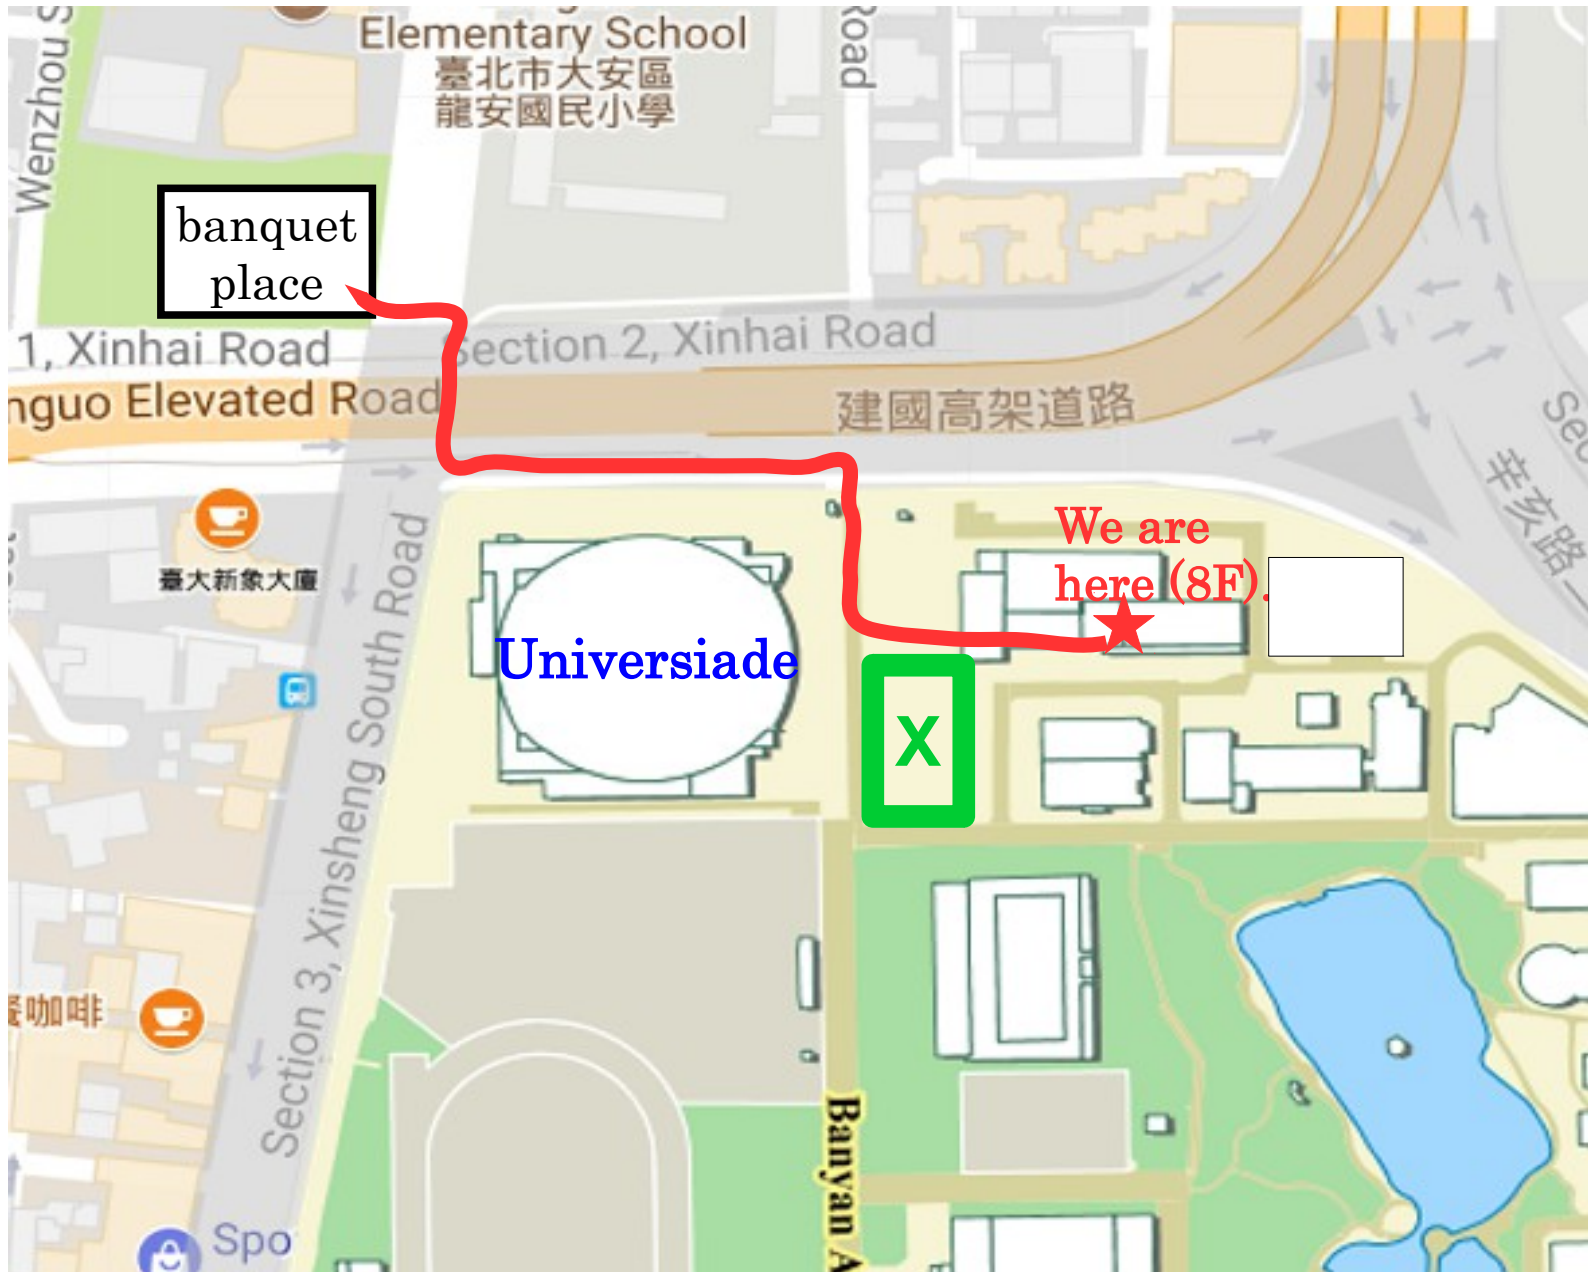 Elementary School
臺北市大安區
龍安國民小學
Road
Wenzhou S
banquet
place
1, Xinhai Road
Section 2, Xinhai Road
nguo Elevated Road
建國高架道路
Sec
辛亥路一
We are
here (8F).
臺大新象大廈
Universiade
X
Section 3, Xinsheng South Road
餐咖啡
Banyan A
Spo